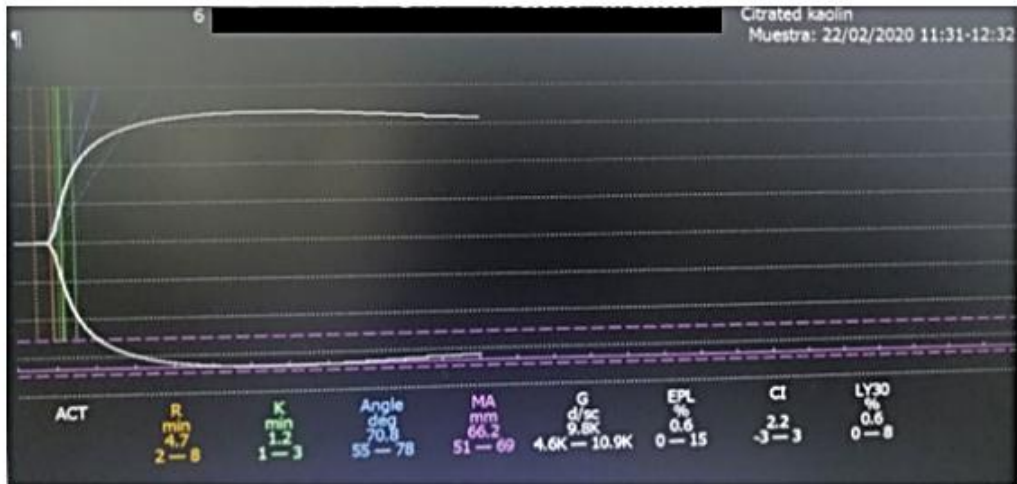 6
Citrated kaolin
¶
Muestra: 22/02/2020 11:31-12:32
ACT
R
min
4.7
2 — 8
K
min
1.2
1 — 3
Angle
deg
70.8
55 — 78
MA
mm
66.2
51 — 69
G
d/sc
9.8K
4.6K — 10.9K
EPL
%
0.6
0 — 15
CI
2.2
-3 — 3
LY30
%
0.6
0 — 8